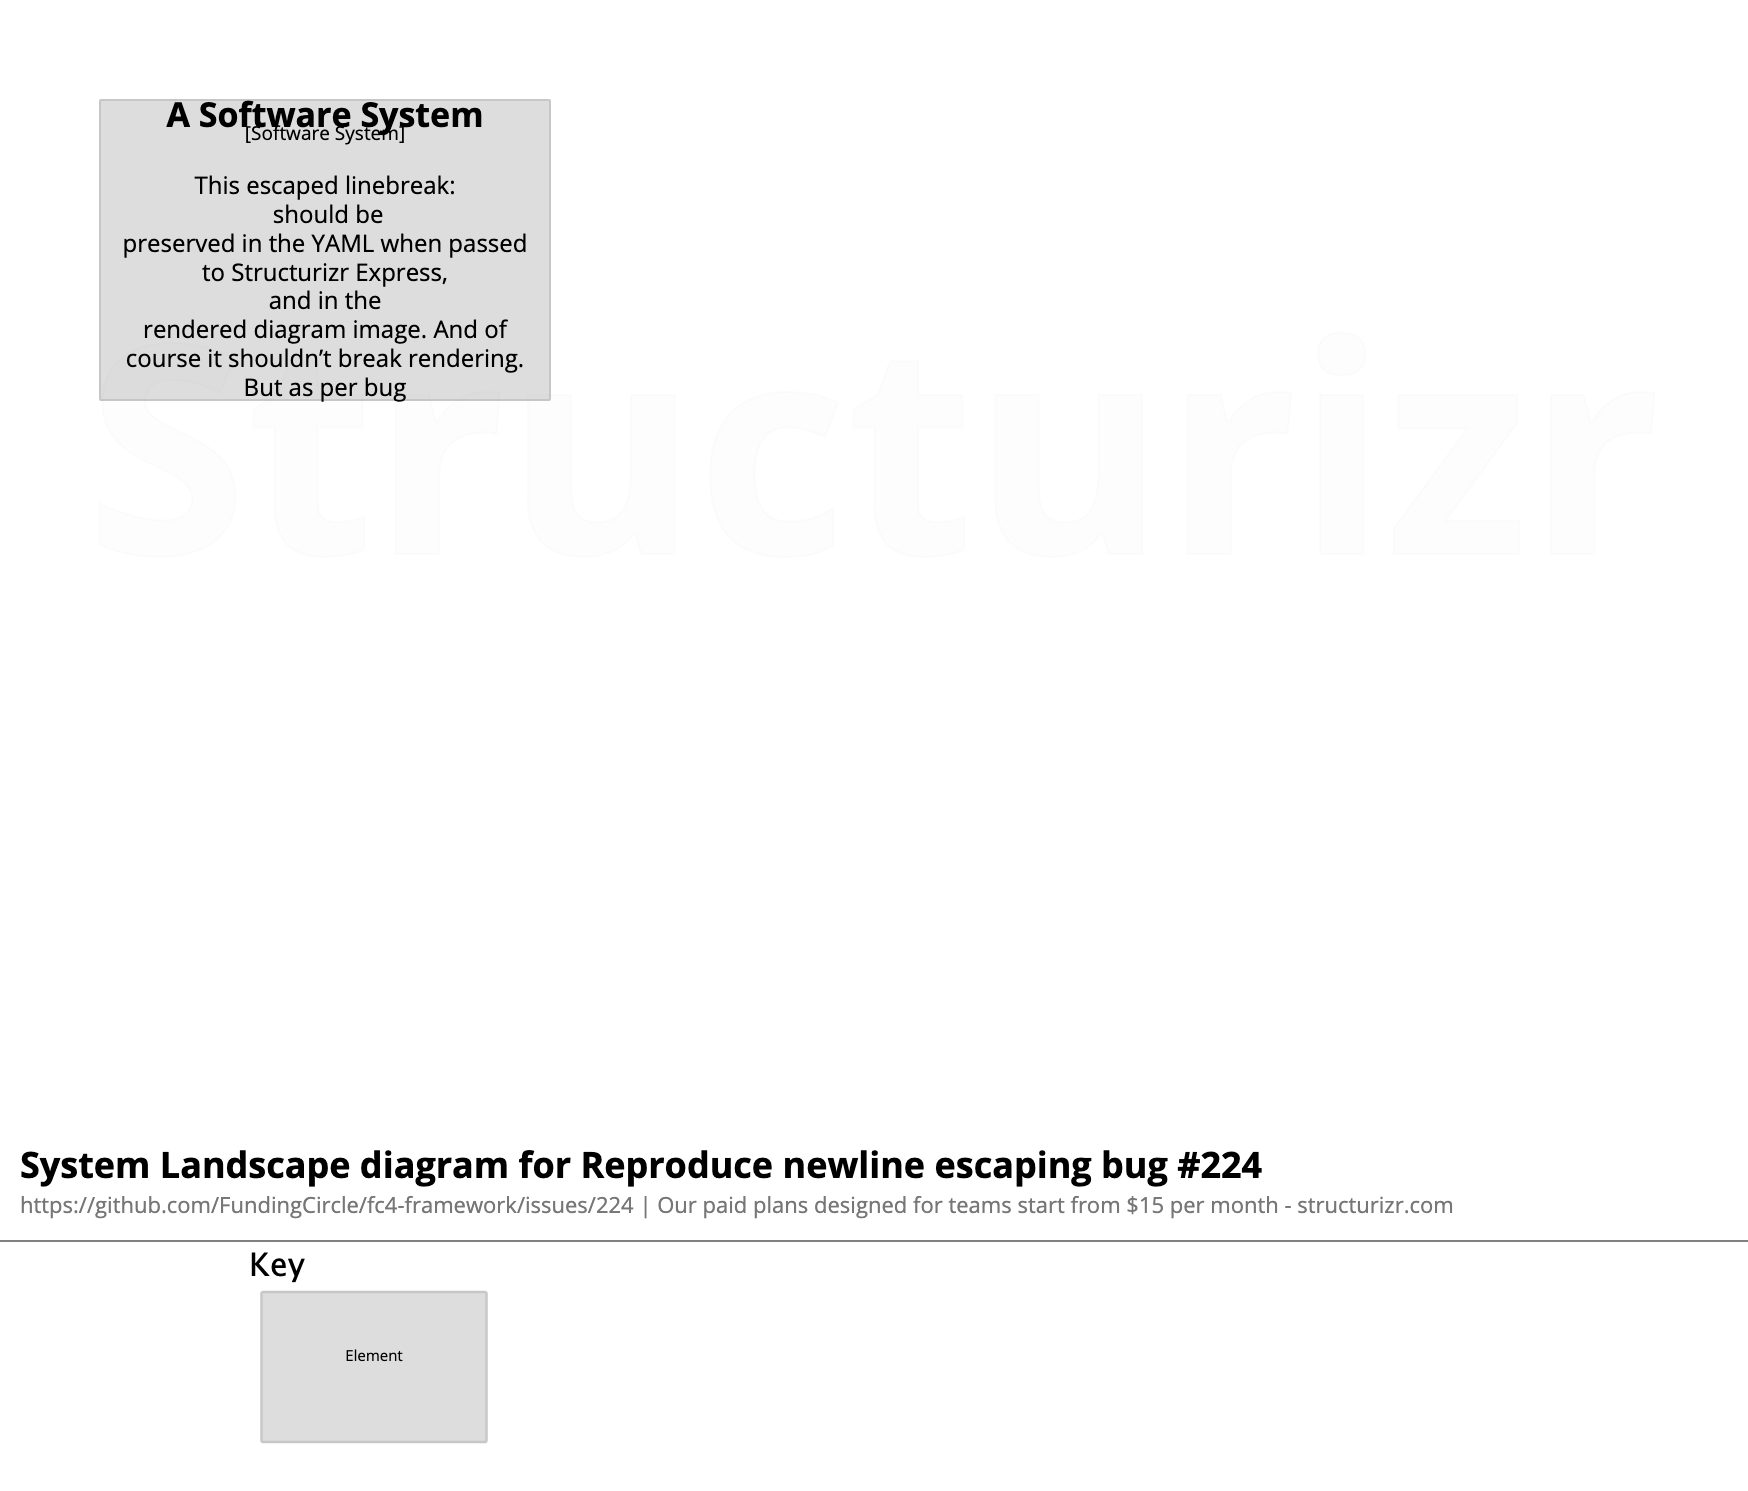 A Software System
[Software System]
This escaped linebreak:
should be
preserved in the YAML when passed
to Structurizr Express,
and in the
rendered diagram image. And of
course it shouldn’t break rendering.
But as per bug
Structurizr
System Landscape diagram for Reproduce newline escaping bug #224
https://github.com/FundingCircle/fc4-framework/issues/224 | Our paid plans designed for teams start from $15 per month - structurizr.com
Key
Element